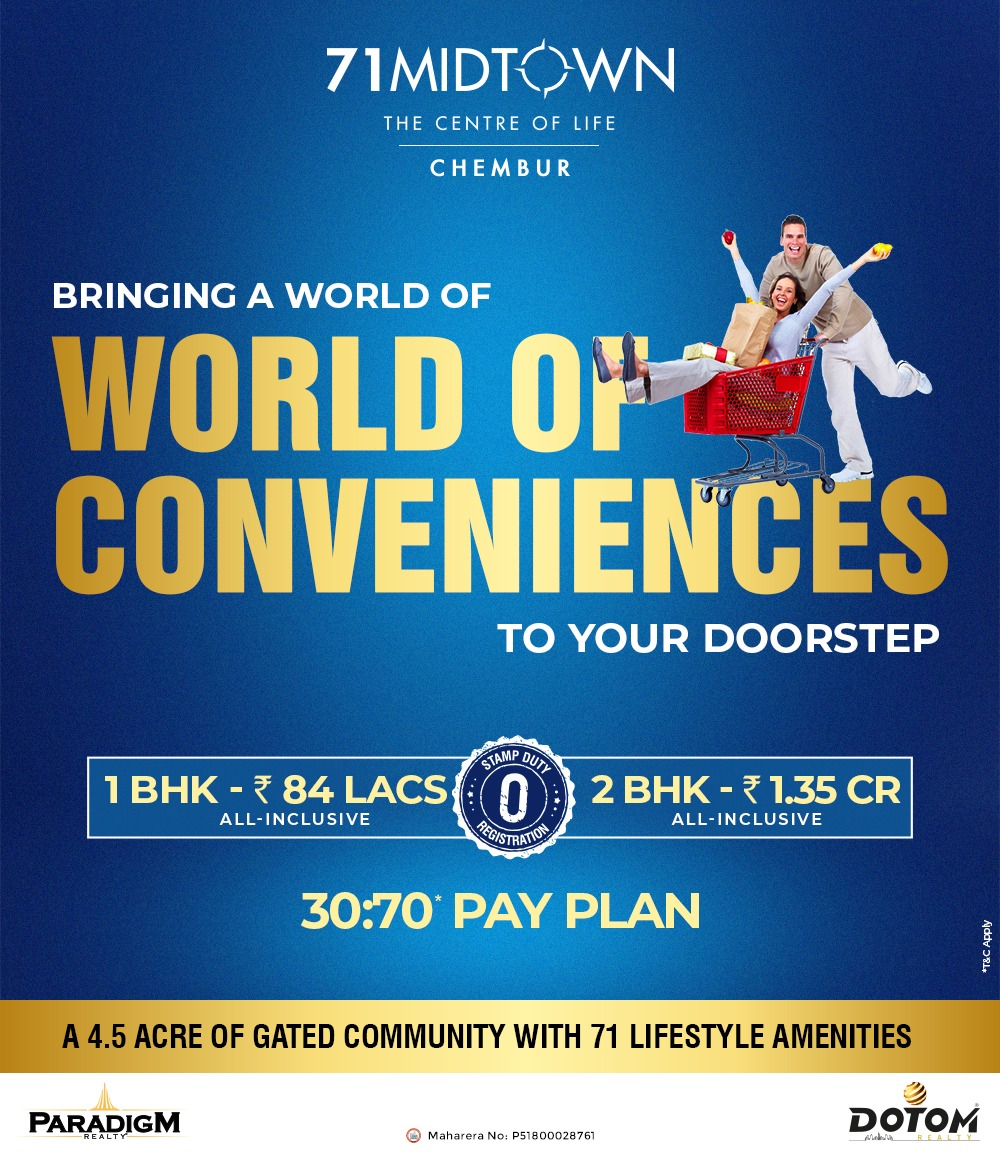 71MIDTOWN
THE CENTRE OF LIFE
CHEMBUR
BRINGING A WORLD OF
WORLD OF
CONVENIENCES
TO YOUR DOORSTEP
1 BHK - ₹ 84 LACS
ALL-INCLUSIVE
STAMP DUTY
0
REGISTRATION
2 BHK - ₹ 1.35 CR
ALL-INCLUSIVE
30:70* PAY PLAN
*T&C Apply
A 4.5 ACRE OF GATED COMMUNITY WITH 71 LIFESTYLE AMENITIES
PARADIGM
REALTY
Maharera No: P51800028761
DOTOM
REALTY